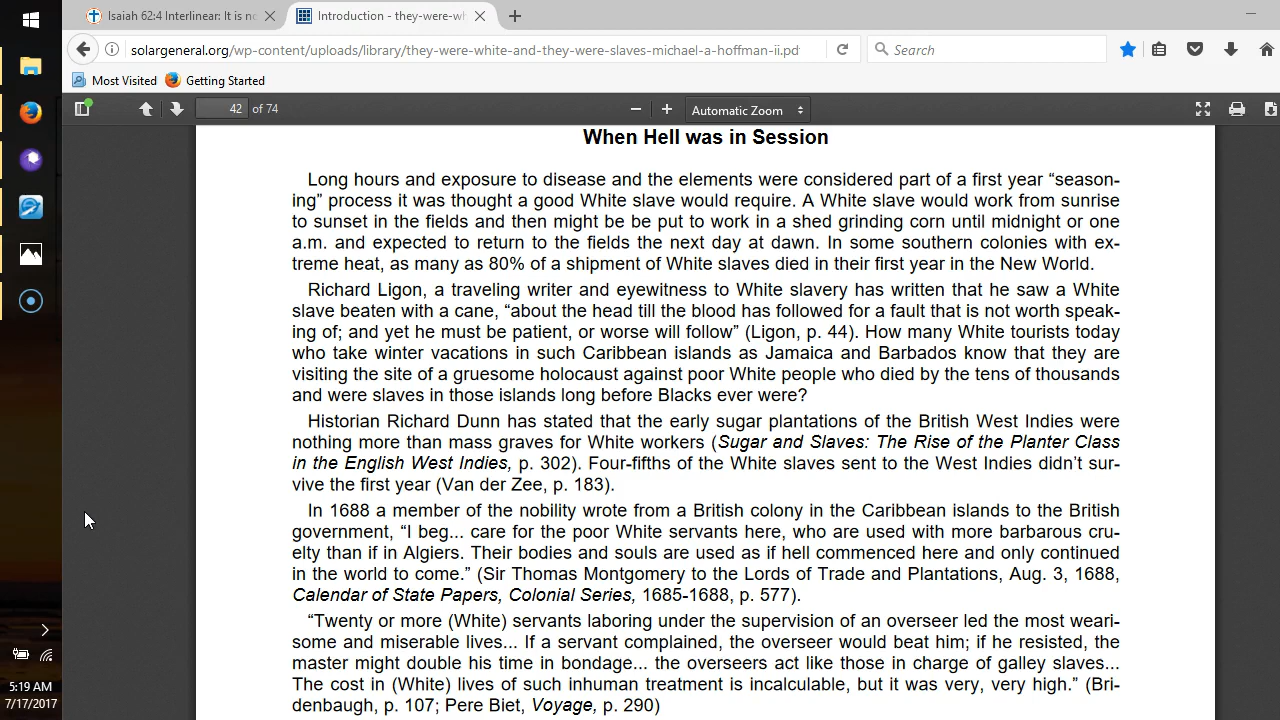 Isaiah 62:4 Interlinear: It is no
Introduction - they-were-wh
solargeneral.org/wp-content/uploads/library/they-were-white-and-they-were-slaves-michael-a-hoffman-ii.pdf
Search
Most Visited
Getting Started
42 of 74
Automatic Zoom
When Hell was in Session
Long hours and exposure to disease and the elements were considered part of a first year “season-
ing” process it was thought a good White slave would require. A White slave would work from sunrise
to sunset in the fields and then might be be put to work in a shed grinding corn until midnight or one
a.m. and expected to return to the fields the next day at dawn. In some southern colonies with ex-
treme heat, as many as 80% of a shipment of White slaves died in their first year in the New World.
Richard Ligon, a traveling writer and eyewitness to White slavery has written that he saw a White
slave beaten with a cane, “about the head till the blood has followed for a fault that is not worth speak-
ing of; and yet he must be patient, or worse will follow” (Ligon, p. 44). How many White tourists today
who take winter vacations in such Caribbean islands as Jamaica and Barbados know that they are
visiting the site of a gruesome holocaust against poor White people who died by the tens of thousands
and were slaves in those islands long before Blacks ever were?
Historian Richard Dunn has stated that the early sugar plantations of the British West Indies were
nothing more than mass graves for White workers (Sugar and Slaves: The Rise of the Planter Class
in the English West Indies, p. 302). Four-fifths of the White slaves sent to the West Indies didn’t sur-
vive the first year (Van der Zee, p. 183).
In 1688 a member of the nobility wrote from a British colony in the Caribbean islands to the British
government, “I beg... care for the poor White servants here, who are used with more barbarous cru-
elty than if in Algiers. Their bodies and souls are used as if hell commenced here and only continued
in the world to come.” (Sir Thomas Montgomery to the Lords of Trade and Plantations, Aug. 3, 1688,
Calendar of State Papers, Colonial Series, 1685-1688, p. 577).
“Twenty or more (White) servants laboring under the supervision of an overseer led the most weari-
some and miserable lives... If a servant complained, the overseer would beat him; if he resisted, the
master might double his time in bondage... the overseers act like those in charge of galley slaves...
The cost in (White) lives of such inhuman treatment is incalculable, but it was very, very high.” (Bri-
denbaugh, p. 107; Pere Biet, Voyage, p. 290)
5:19 AM
7/17/2017